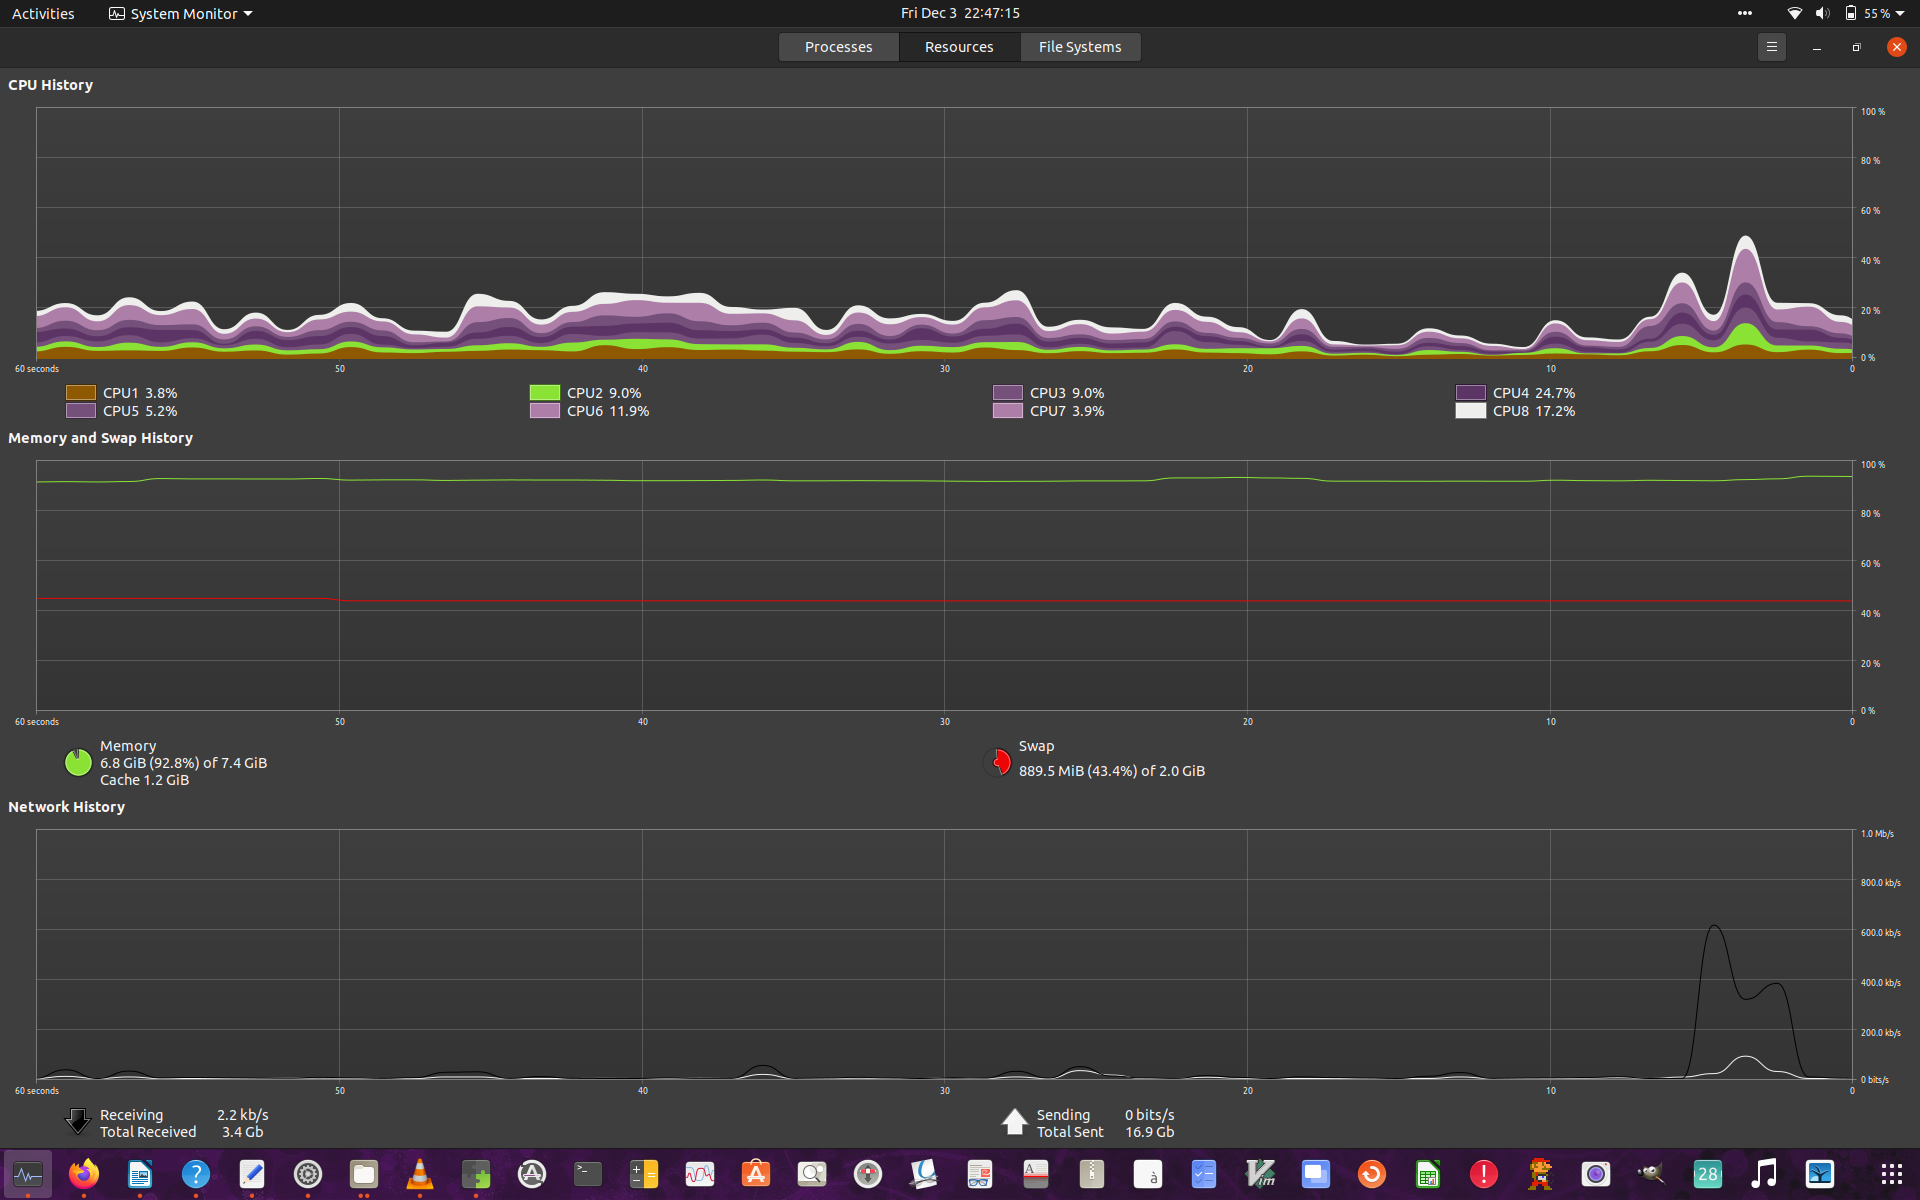 Activities
System Monitor
Fri Dec 3 22:47:15
55 %
Processes
Resources
File Systems
CPU History
100 %
80 %
60 %
40 %
20 %
0 %
60 seconds
50
40
30
20
10
0
CPU1 3.8%
CPU2 9.0%
CPU3 9.0%
CPU4 24.7%
CPU5 5.2%
CPU6 11.9%
CPU7 3.9%
CPU8 17.2%
Memory and Swap History
100 %
80 %
60 %
40 %
20 %
0 %
60 seconds
50
40
30
20
10
0
Memory
6.8 GiB (92.8%) of 7.4 GiB
Cache 1.2 GiB
Swap
889.5 MiB (43.4%) of 2.0 GiB
Network History
1.0 Mb/s
800.0 kb/s
600.0 kb/s
400.0 kb/s
200.0 kb/s
0 bits/s
60 seconds
50
40
30
20
10
0
Receiving 2.2 kb/s
Total Received 3.4 Gb
Sending 0 bits/s
Total Sent 16.9 Gb
28